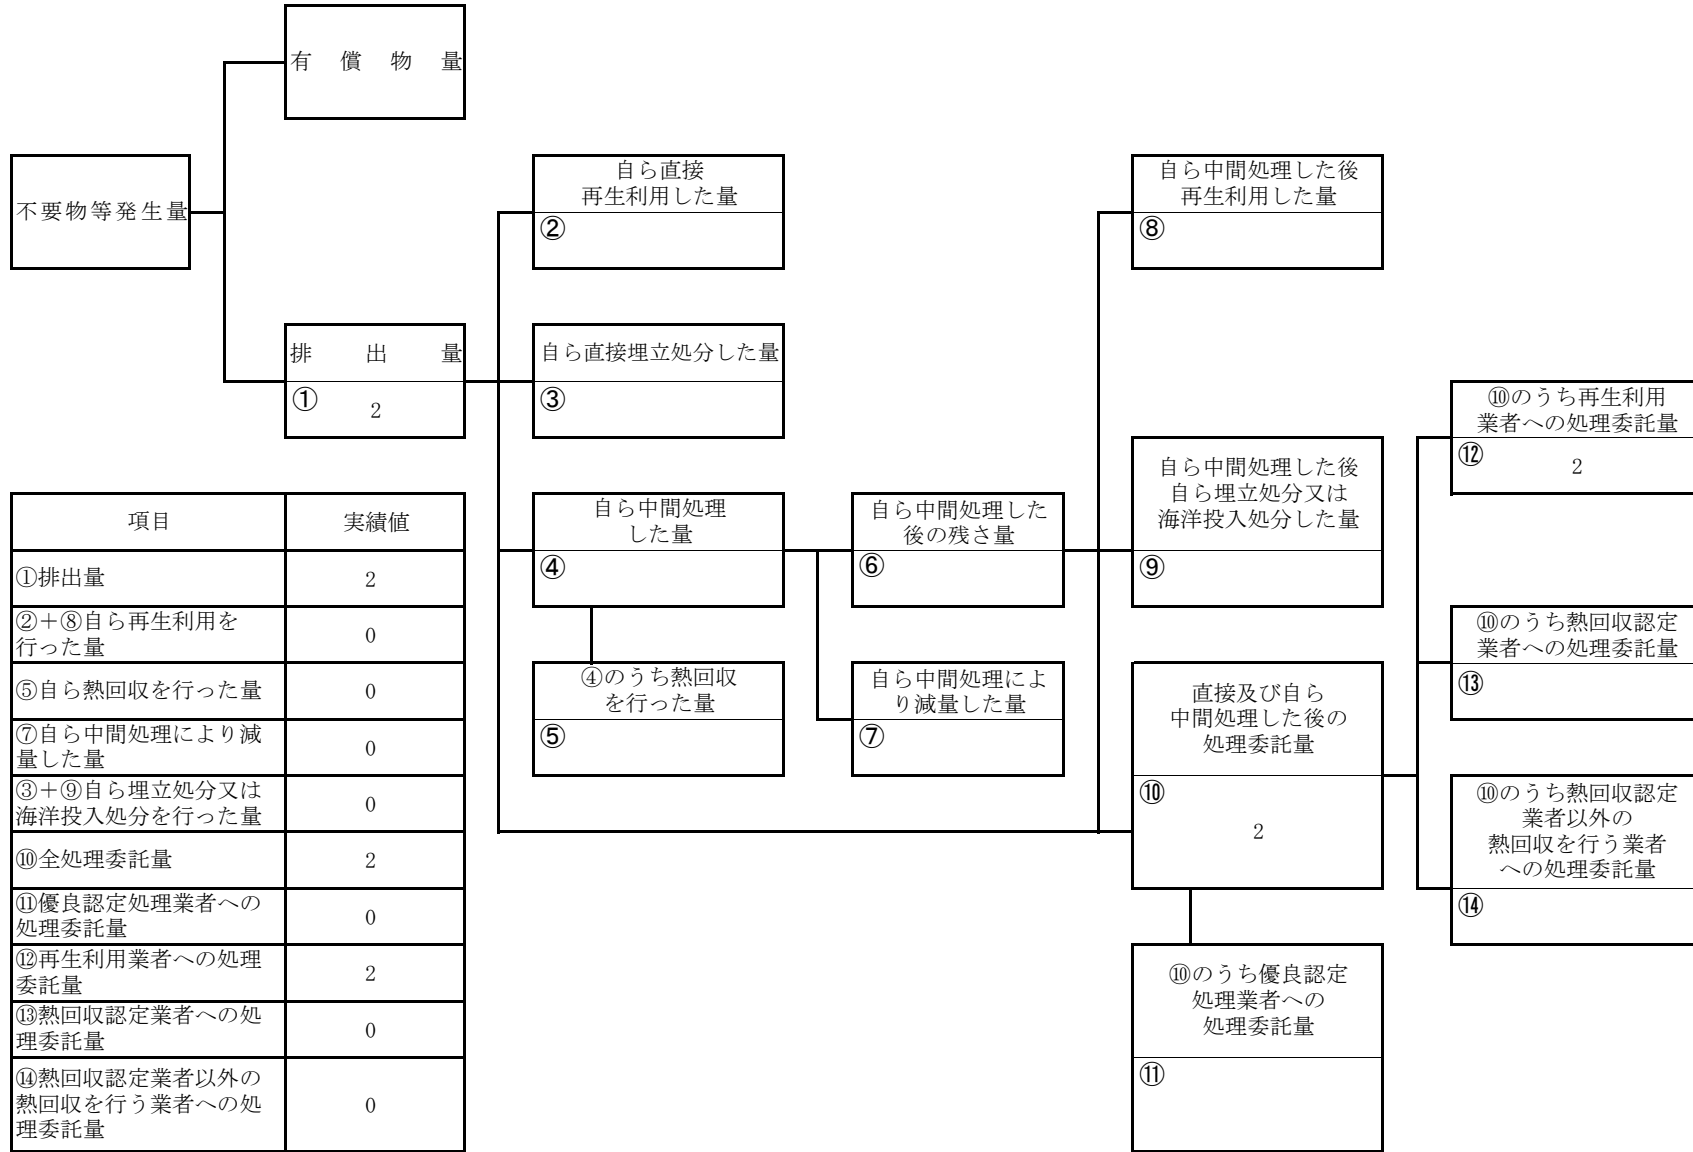 有償物量
不要物等発生量
自ら直接
再生利用した量
②
自ら中間処理した後
再生利用した量
⑧
排出量
①
2
自ら直接埋立処分した量
③
⑩のうち再生利用
業者への処理委託量
⑫
2
自ら中間処理した後
自ら埋立処分又は
海洋投入処分した量
⑨
自ら中間処理
した量
④
自ら中間処理した
後の残さ量
⑥
④のうち熱回収
を行った量
⑤
自ら中間処理によ
り減量した量
⑦
⑩のうち熱回収認定
業者への処理委託量
⑬
直接及び自ら
中間処理した後の
処理委託量
⑩
2
⑩のうち熱回収認定
業者以外の
熱回収を行う業者
への処理委託量
⑭
⑩のうち優良認定
処理業者への
処理委託量
⑪
項目 実績値
①排出量 2
②+⑧自ら再生利用を
行った量 0
⑤自ら熱回収を行った量 0
⑦自ら中間処理により減
量した量 0
③+⑨自ら埋立処分又は
海洋投入処分を行った量 0
⑩全処理委託量 2
⑪優良認定処理業者への
処理委託量 0
⑫再生利用業者への処理
委託量 2
⑬熱回収認定業者への処
理委託量 0
⑭熱回収認定業者以外の
熱回収を行う業者への処
理委託量 0